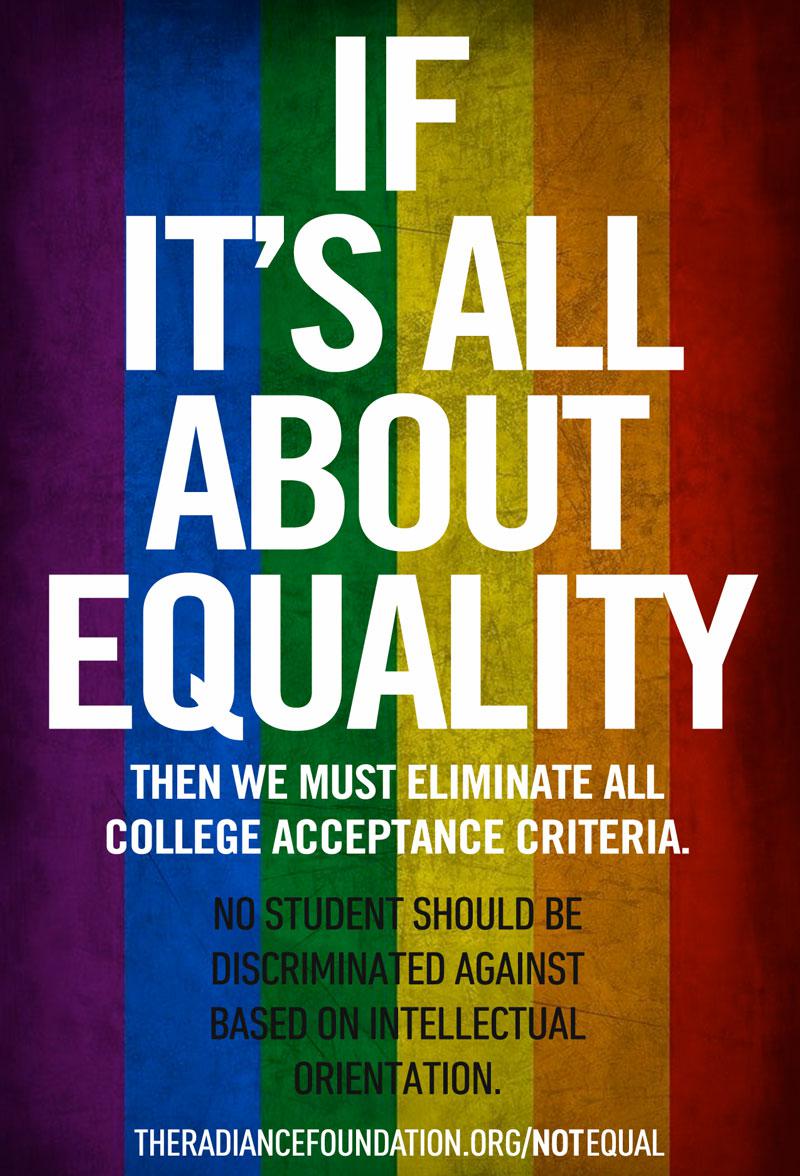 IF
IT'S ALL
ABOUT
EQUALITY
THEN WE MUST ELIMINATE ALL
COLLEGE ACCEPTANCE CRITERIA.
NO STUDENT SHOULD BE
DISCRIMINATED AGAINST
BASED ON INTELLECTUAL
ORIENTATION.
THERADIANCEFOUNDATION.ORG/NOTEQUAL